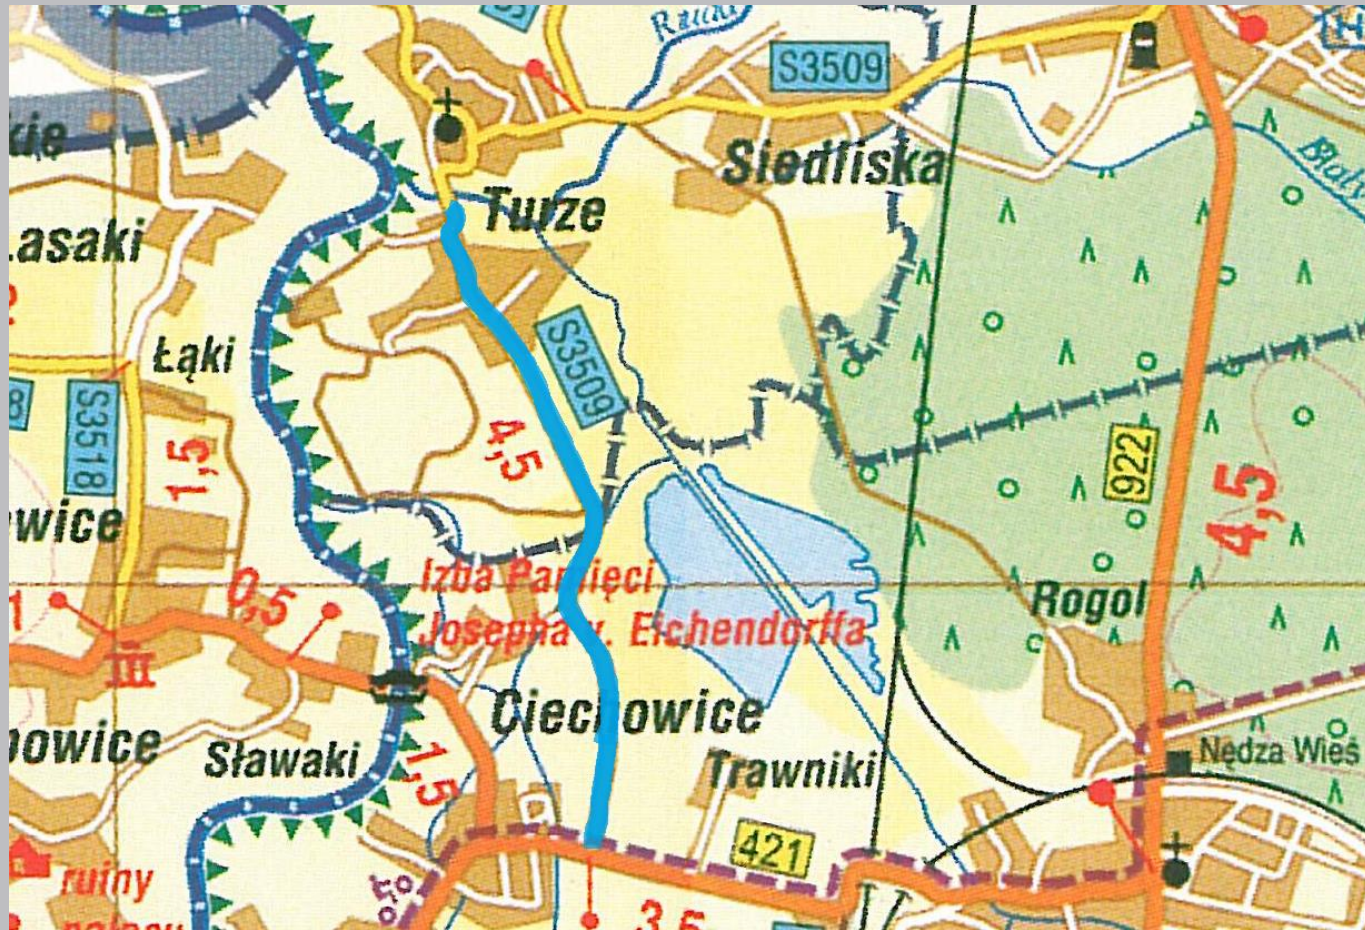 S3509
Siedliska
Turze
Łąki
S3509
S3518
4,5
1,5
922
4,5
Izba Pamięci
Josepha v. Eichendorffa
0,5
Rogol
Ciechowice
Sławaki
1,5
Trawniki
Nędza Wieś
421
ruiny
3,6